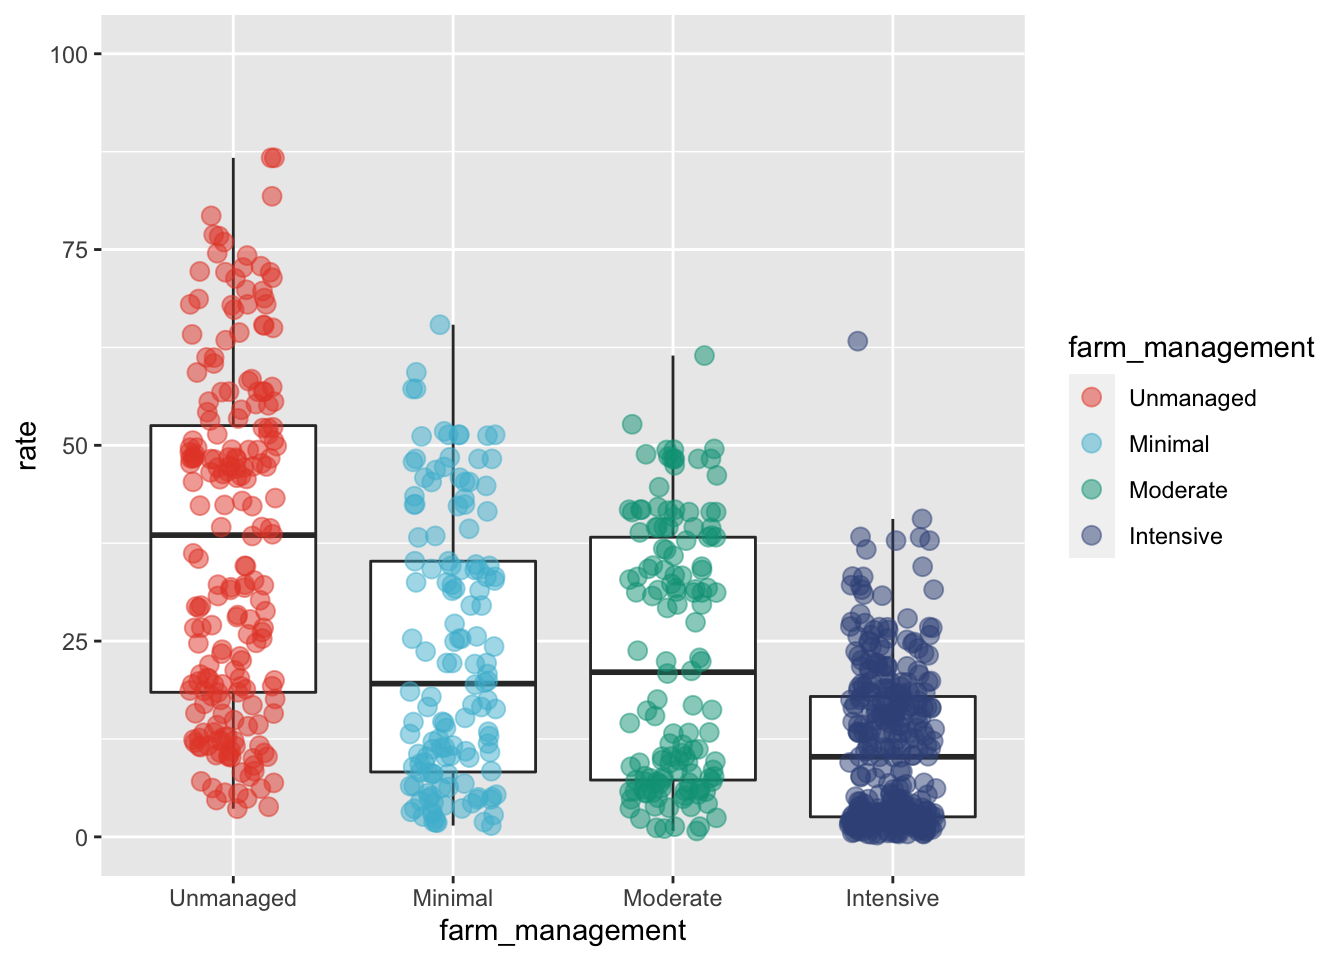 100
75
50
25
0
rate
Unmanaged
Minimal
Moderate
Intensive
farm_management
farm_management
Unmanaged
Minimal
Moderate
Intensive